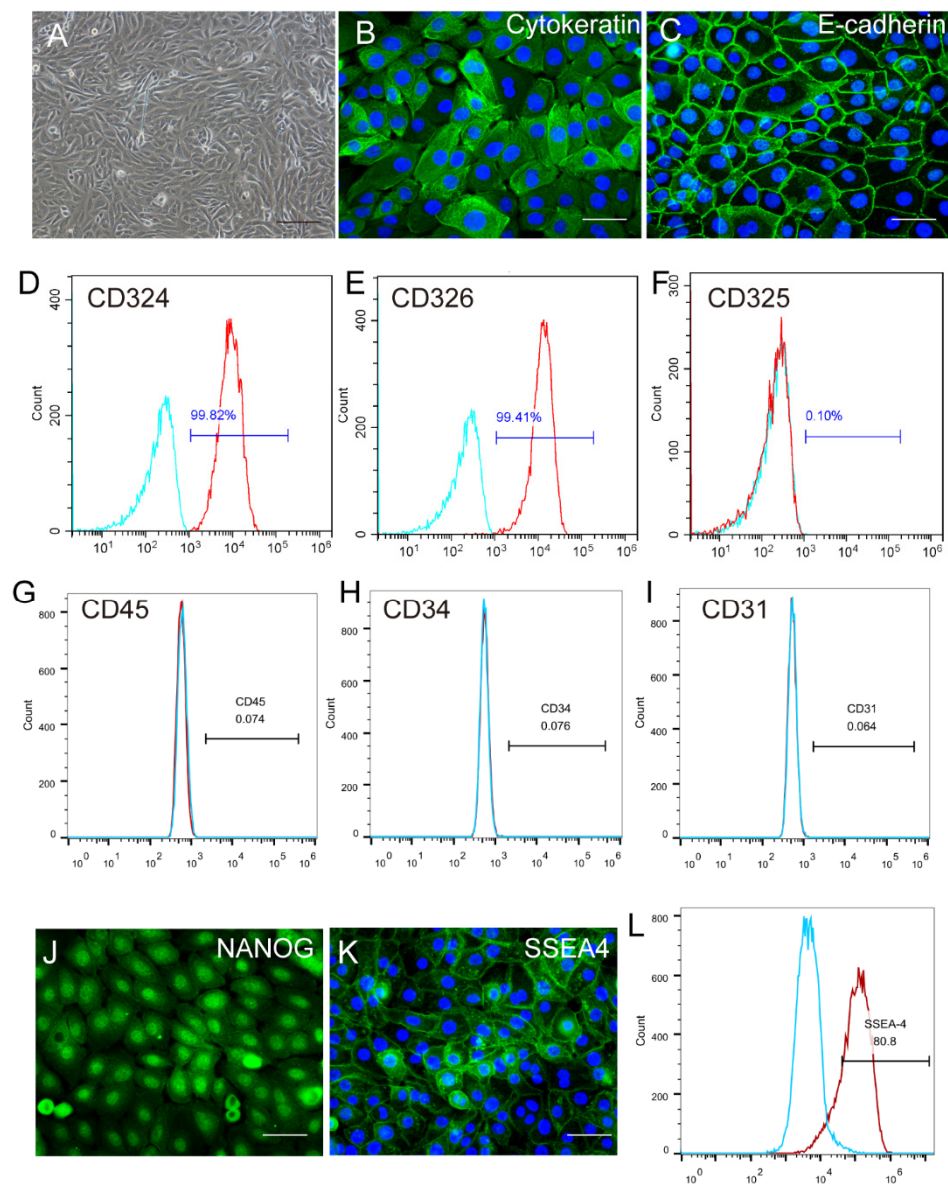 A
B
Cytokeratin
C
E-cadherin
D
CD324
400
200
0
Count
99.82%
10¹ 10² 10³ 10⁴ 10⁵ 10⁶
E
CD326
400
200
0
Count
99.41%
10¹ 10² 10³ 10⁴ 10⁵ 10⁶
F
CD325
300
200
100
0
Count
0.10%
10¹ 10² 10³ 10⁴ 10⁵ 10⁶
G
CD45
800
600
400
200
0
Count
CD45
0.074
10⁰ 10¹ 10² 10³ 10⁴ 10⁵ 10⁶
H
CD34
800
600
400
200
0
Count
CD34
0.076
10⁰ 10¹ 10² 10³ 10⁴ 10⁵ 10⁶
I
CD31
800
600
400
200
0
Count
CD31
0.064
10⁰ 10¹ 10² 10³ 10⁴ 10⁵ 10⁶
J
NANOG
K
SSEA4
L
800
600
400
200
0
Count
SSEA-4
80.8
10⁰ 10² 10⁴ 10⁶